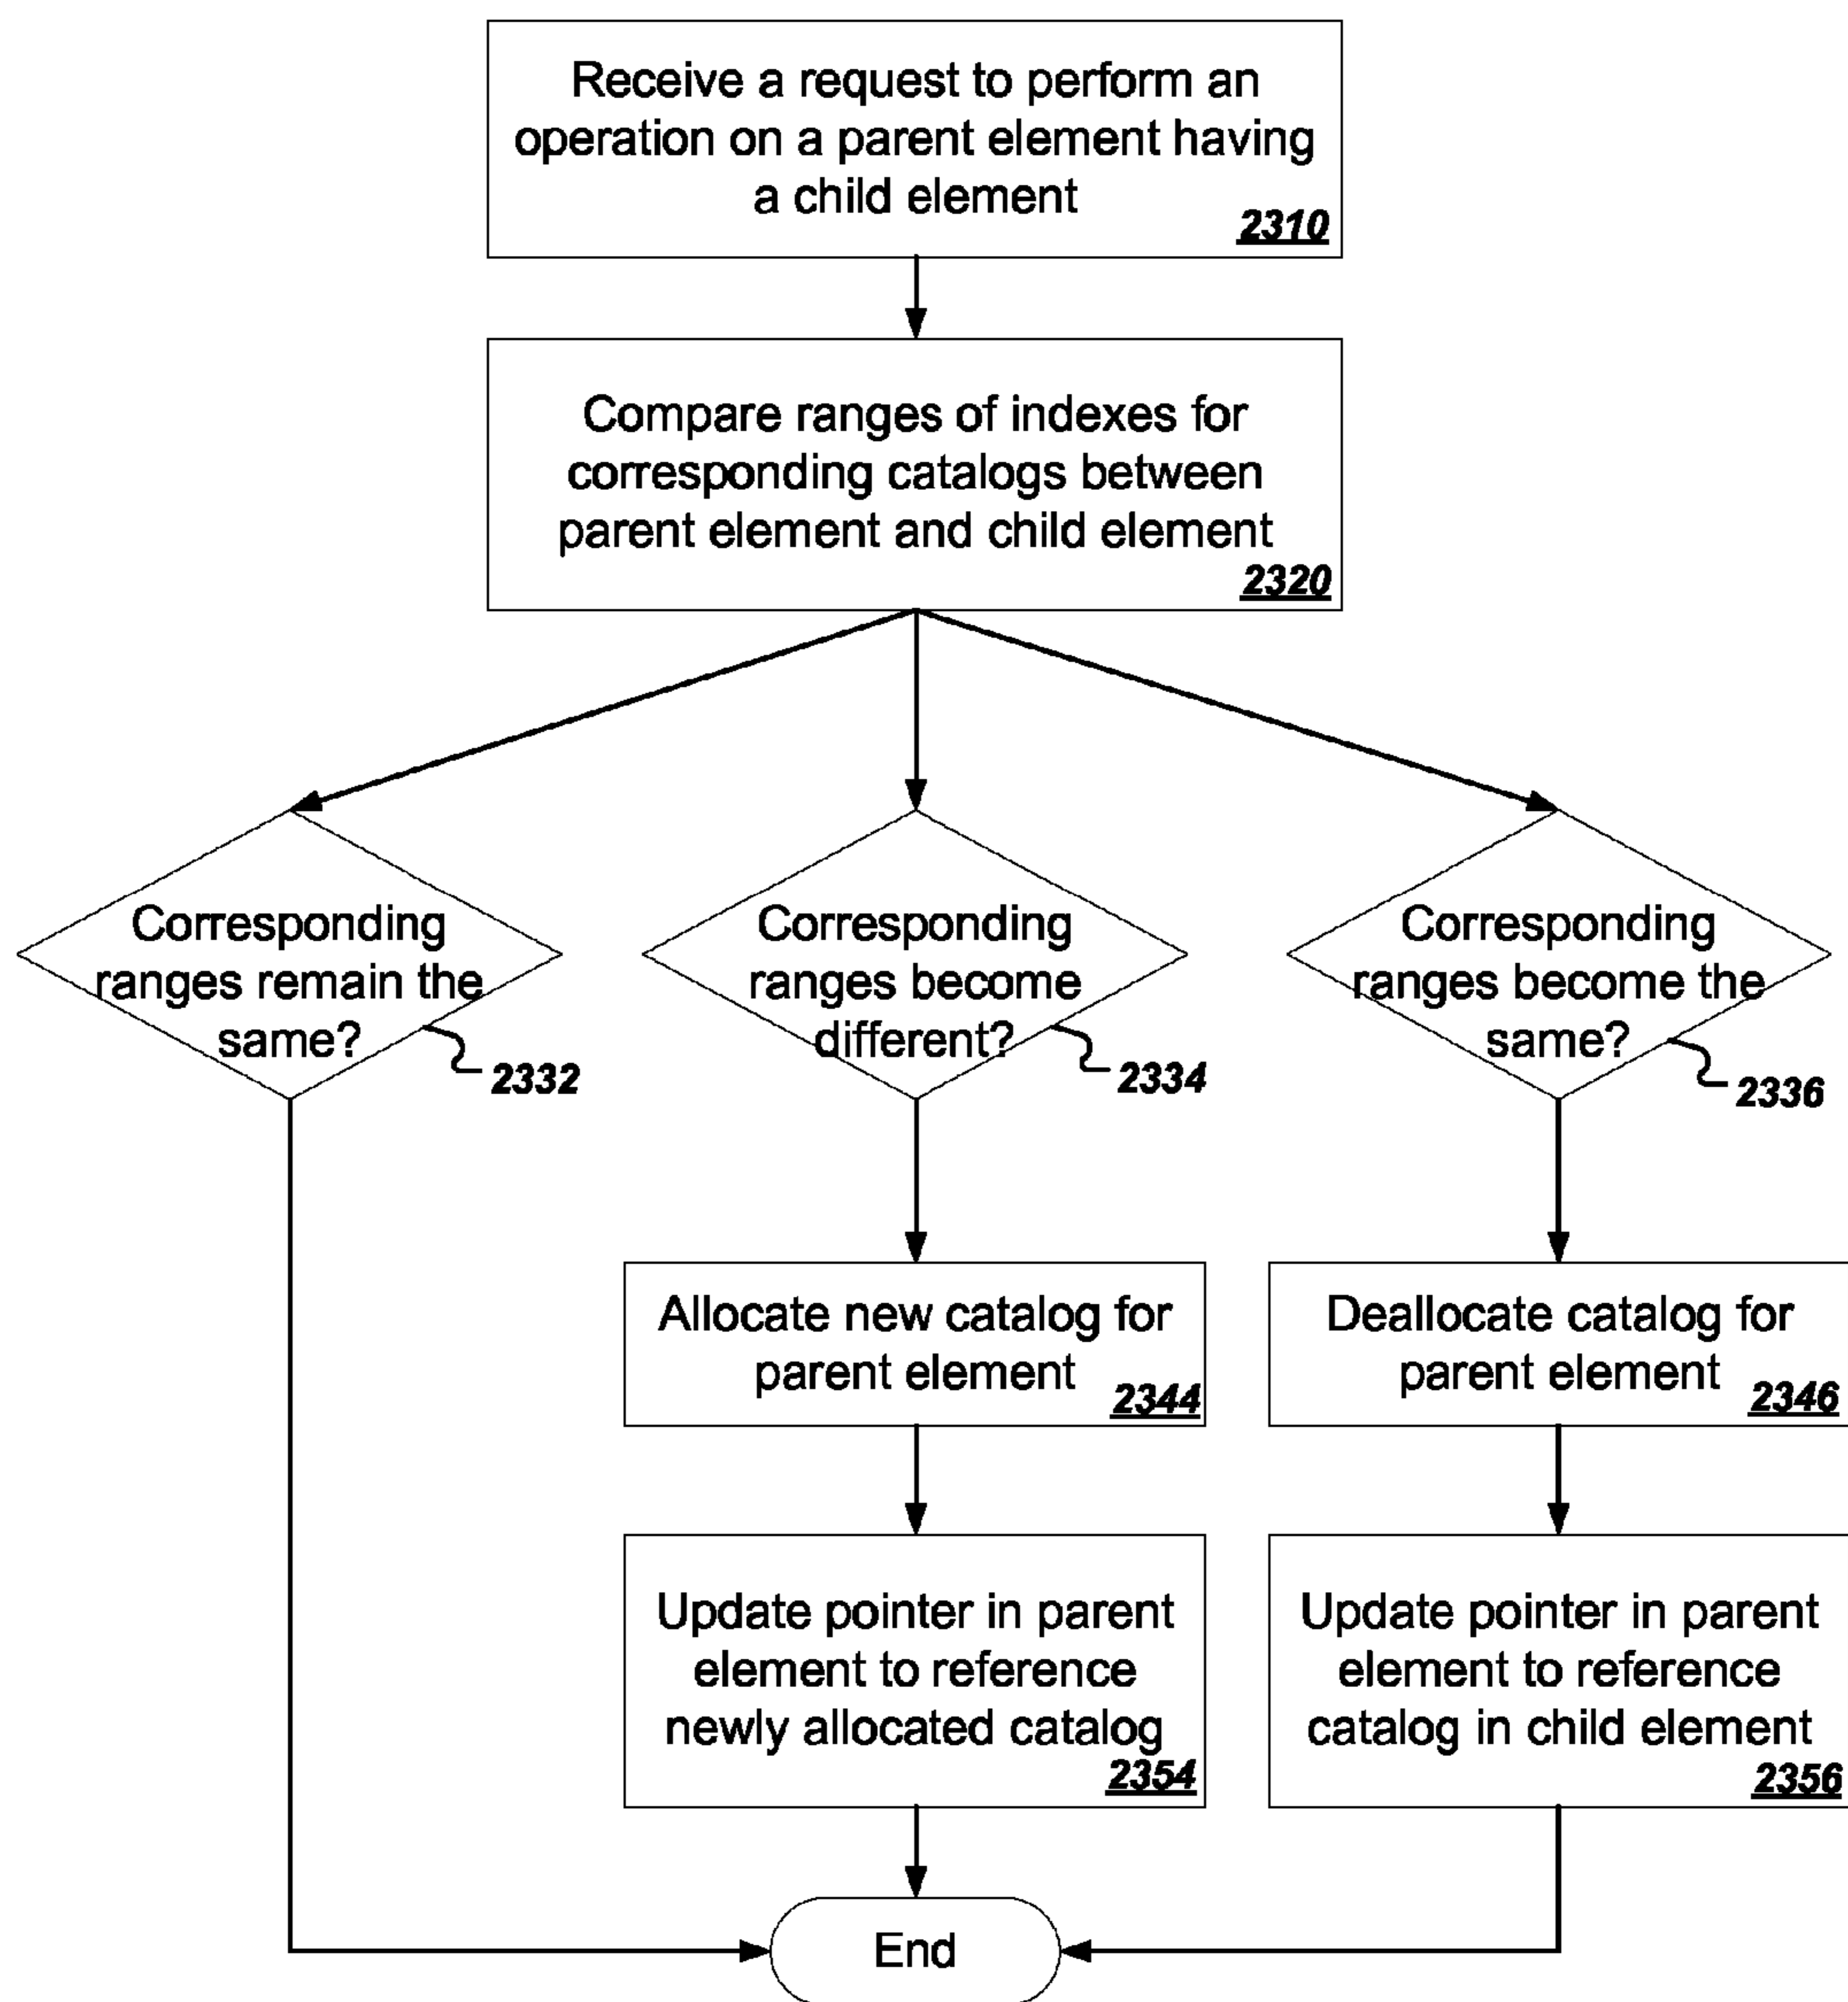 Receive a request to perform an
operation on a parent element having
a child element
2310
Compare ranges of indexes for
corresponding catalogs between
parent element and child element
2320
Corresponding
ranges remain the
same?
2332
Corresponding
ranges become
different?
2334
Corresponding
ranges become the
same?
2336
Allocate new catalog for
parent element
2344
Deallocate catalog for
parent element
2346
Update pointer in parent
element to reference
newly allocated catalog
2354
Update pointer in parent
element to reference
catalog in child element
2356
End